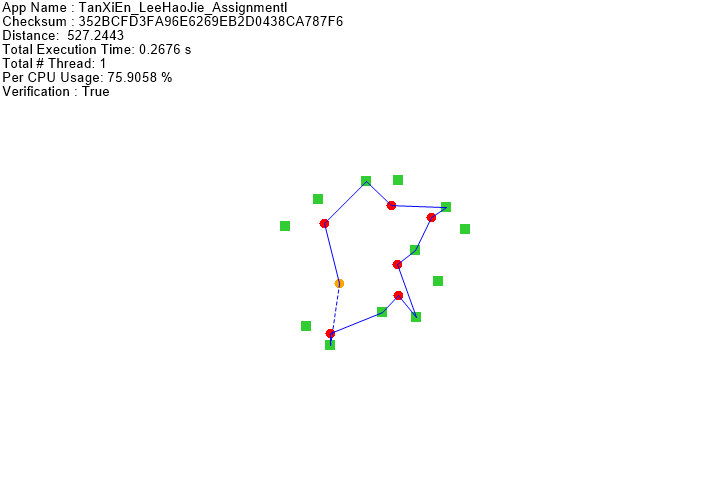 App Name : TanXiEn_LeeHaoJie_AssignmentI
Checksum : 352BCFD3FA96E6269EB2D0438CA787F6
Distance:  527.2443
Total Execution Time: 0.2676 s
Total # Thread: 1
Per CPU Usage: 75.9058 %
Verification : True